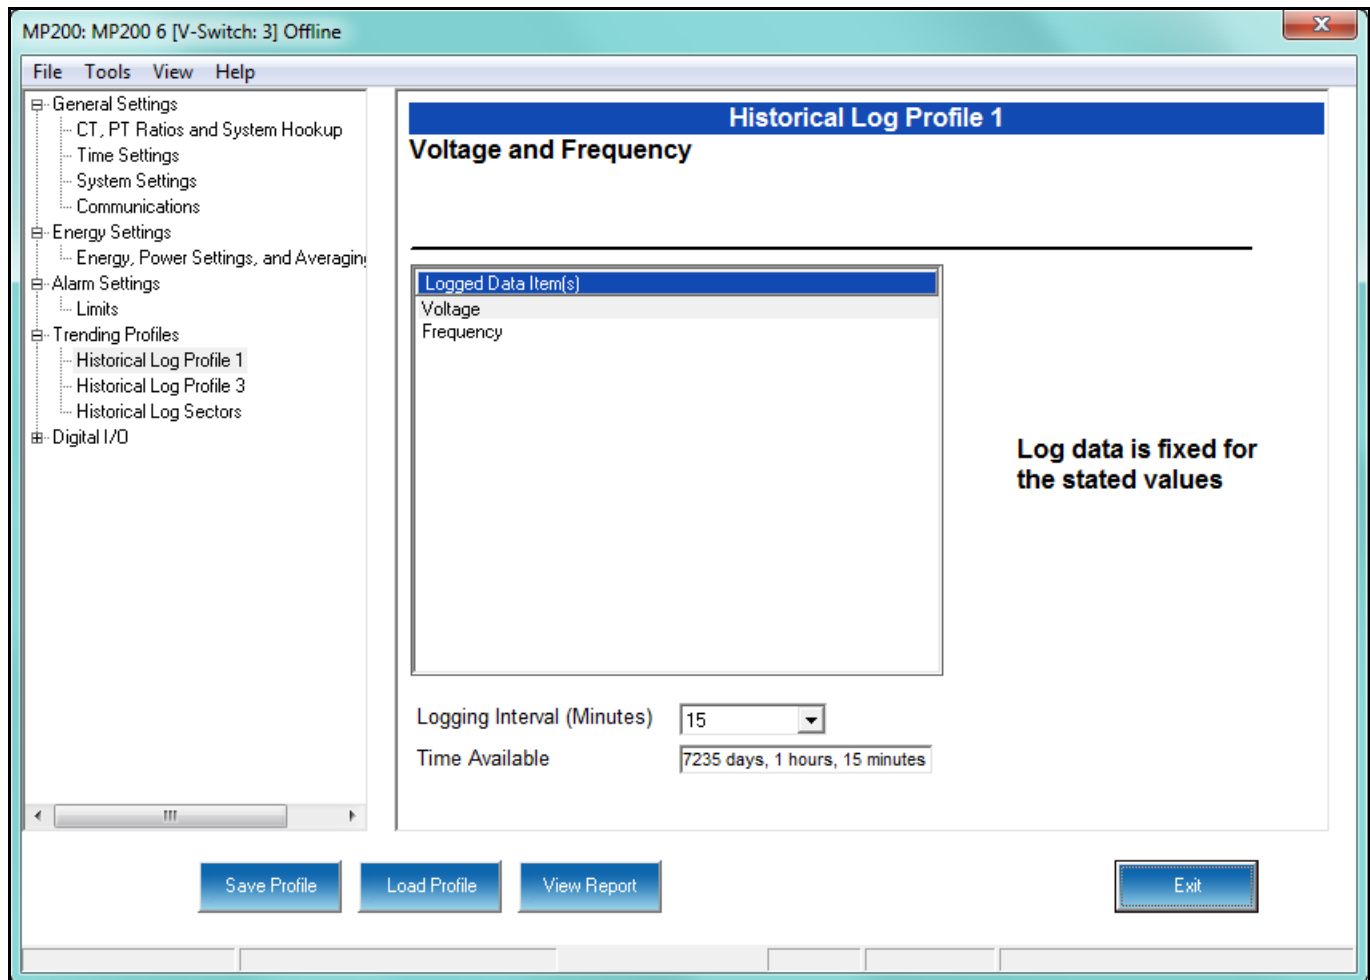 MP200: MP200 6 [V-Switch: 3] Offline
File Tools View Help
General Settings
CT, PT Ratios and System Hookup
Time Settings
System Settings
Communications
Energy Settings
Energy, Power Settings, and Averaging
Alarm Settings
Limits
Trending Profiles
Historical Log Profile 1
Historical Log Profile 3
Historical Log Sectors
Digital I/O
Historical Log Profile 1
Voltage and Frequency
Logged Data Item(s)
Voltage
Frequency
Log data is fixed for
the stated values
Logging Interval (Minutes) 15
Time Available 7235 days, 1 hours, 15 minutes
Save Profile Load Profile View Report Exit